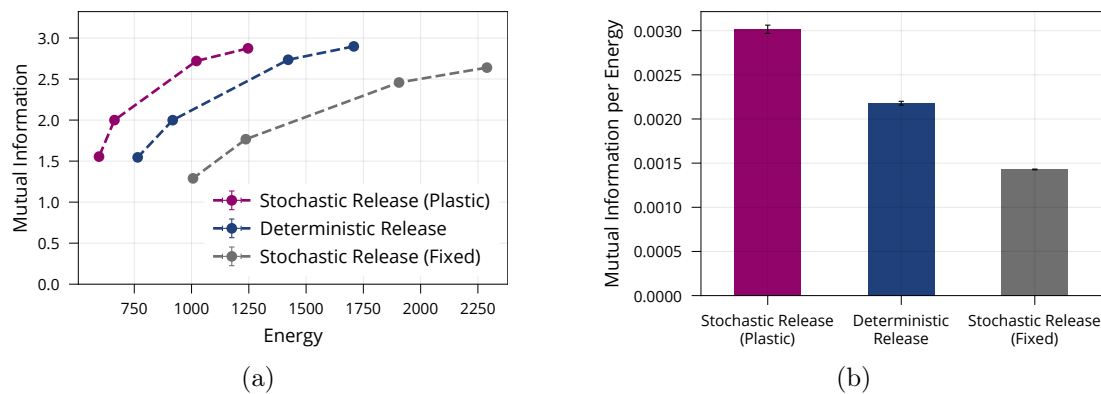 Mutual Information
3.0
2.5
2.0
1.5
1.0
0.5
0.0
Stochastic Release (Plastic)
Deterministic Release
Stochastic Release (Fixed)
750 1000 1250 1500 1750 2000 2250
Energy
(a)
Mutual Information per Energy
0.0030
0.0025
0.0020
0.0015
0.0010
0.0005
0.0000
Stochastic Release Deterministic Stochastic Release
(Plastic) Release (Fixed)
(b)